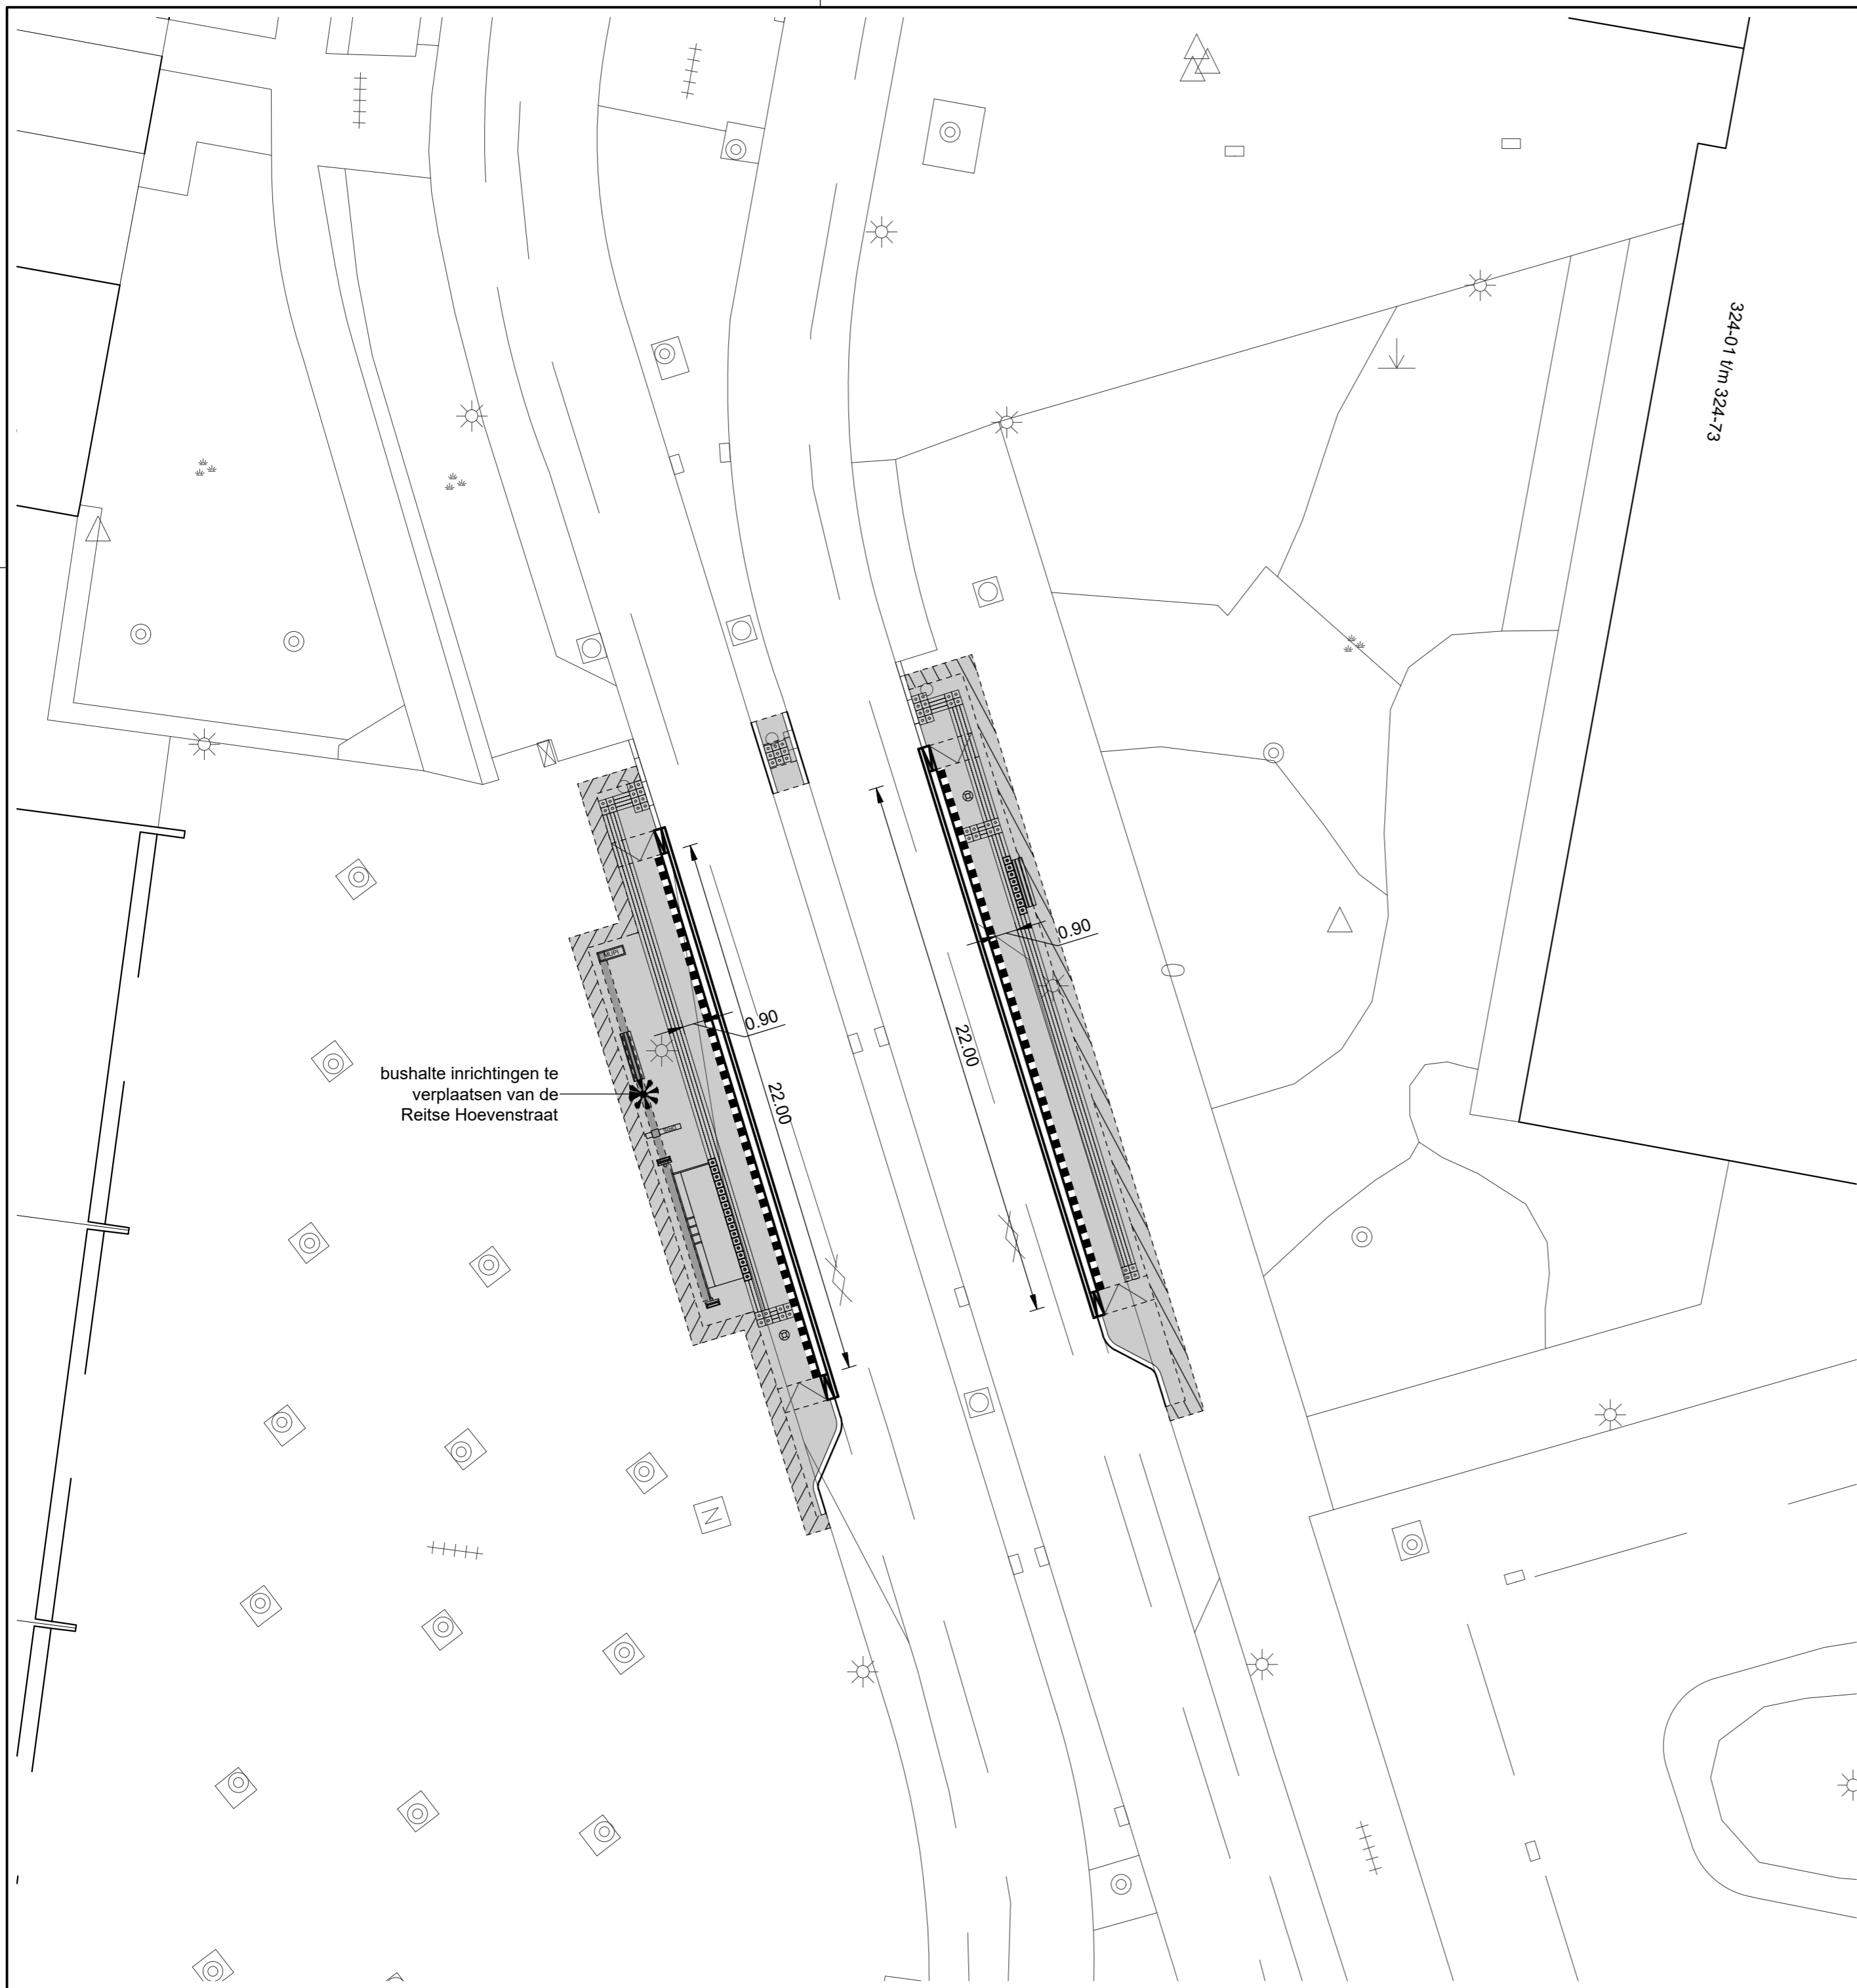 324-01 t/m 324-73
0.90
22.00
MUPI
0.90
22.00
bushalte inrichtingen te
verplaatsen van de
Reitse Hoevenstraat